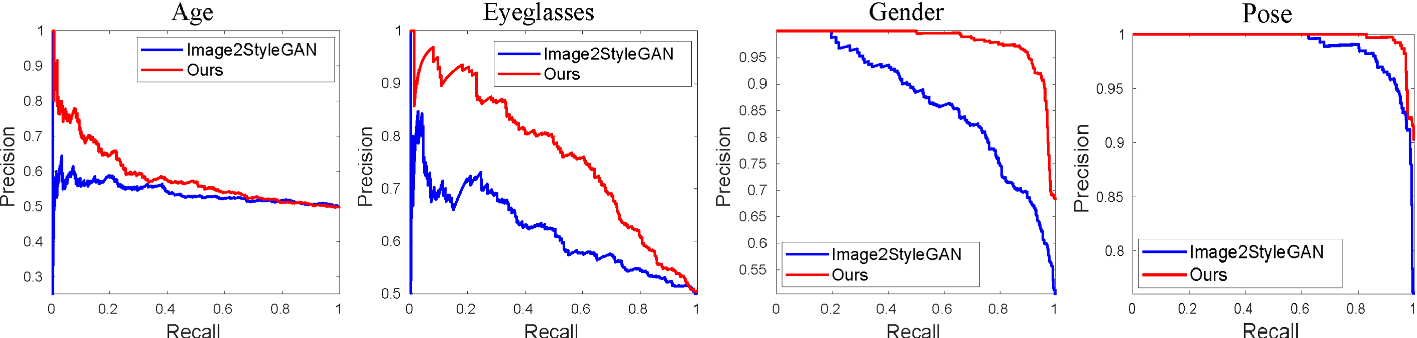 Age
Precision
1
0.9
0.8
0.7
0.6
0.5
0.4
0.3
0
0.2
0.4
0.6
0.8
1
Recall
Image2StyleGAN
Ours
Eyeglasses
Precision
1
0.9
0.8
0.7
0.6
0.5
0
0.2
0.4
0.6
0.8
1
Recall
Image2StyleGAN
Ours
Gender
Precision
0.95
0.9
0.85
0.8
0.75
0.7
0.65
0.6
0.55
0
0.2
0.4
0.6
0.8
1
Recall
Image2StyleGAN
Ours
Pose
Precision
1
0.95
0.9
0.85
0.8
0
0.2
0.4
0.6
0.8
1
Recall
Image2StyleGAN
Ours